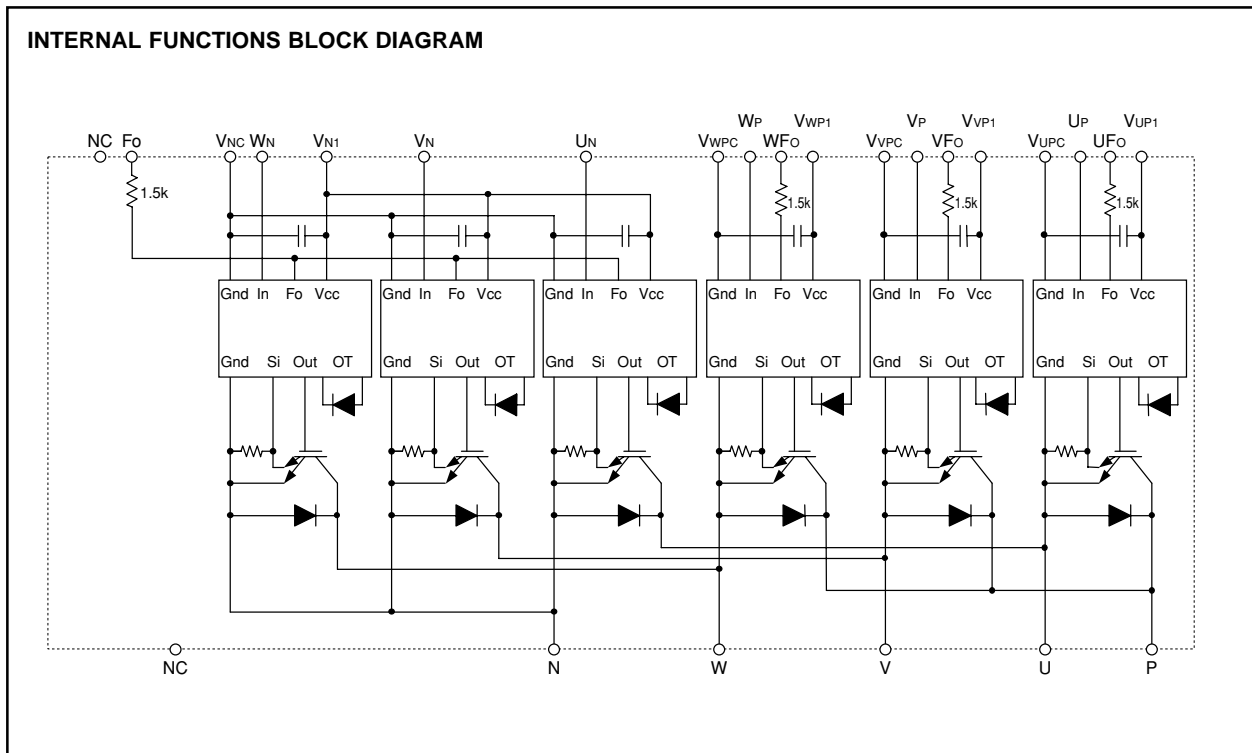 INTERNAL FUNCTIONS BLOCK DIAGRAM
WP VWP1 VP VVP1 UP VUP1
NC FO VNC WN VN1 VN UN VWPC WFO VVPC VFO VUPC UFO
1.5k 1.5k 1.5k 1.5k
Gnd In Fo Vcc Gnd In Fo Vcc Gnd In Fo Vcc Gnd In Fo Vcc Gnd In Fo Vcc Gnd In Fo Vcc
Gnd Si Out OT Gnd Si Out OT Gnd Si Out OT Gnd Si Out OT Gnd Si Out OT Gnd Si Out OT
NC N W V U P